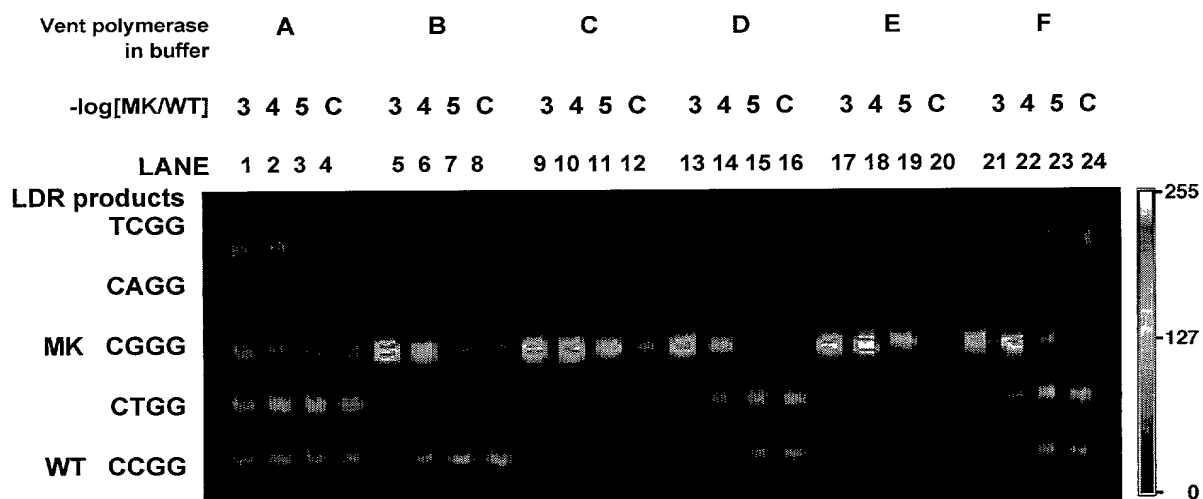 Vent polymerase in buffer A B C D E F
-log[MK/WT] 3 4 5 C 3 4 5 C 3 4 5 C 3 4 5 C 3 4 5 C 3 4 5 C
LANE 1 2 3 4 5 6 7 8 9 10 11 12 13 14 15 16 17 18 19 20 21 22 23 24
LDR products
TCGG
CAGG
MK CGGG
CTGG
WT CCGG
255
127
0